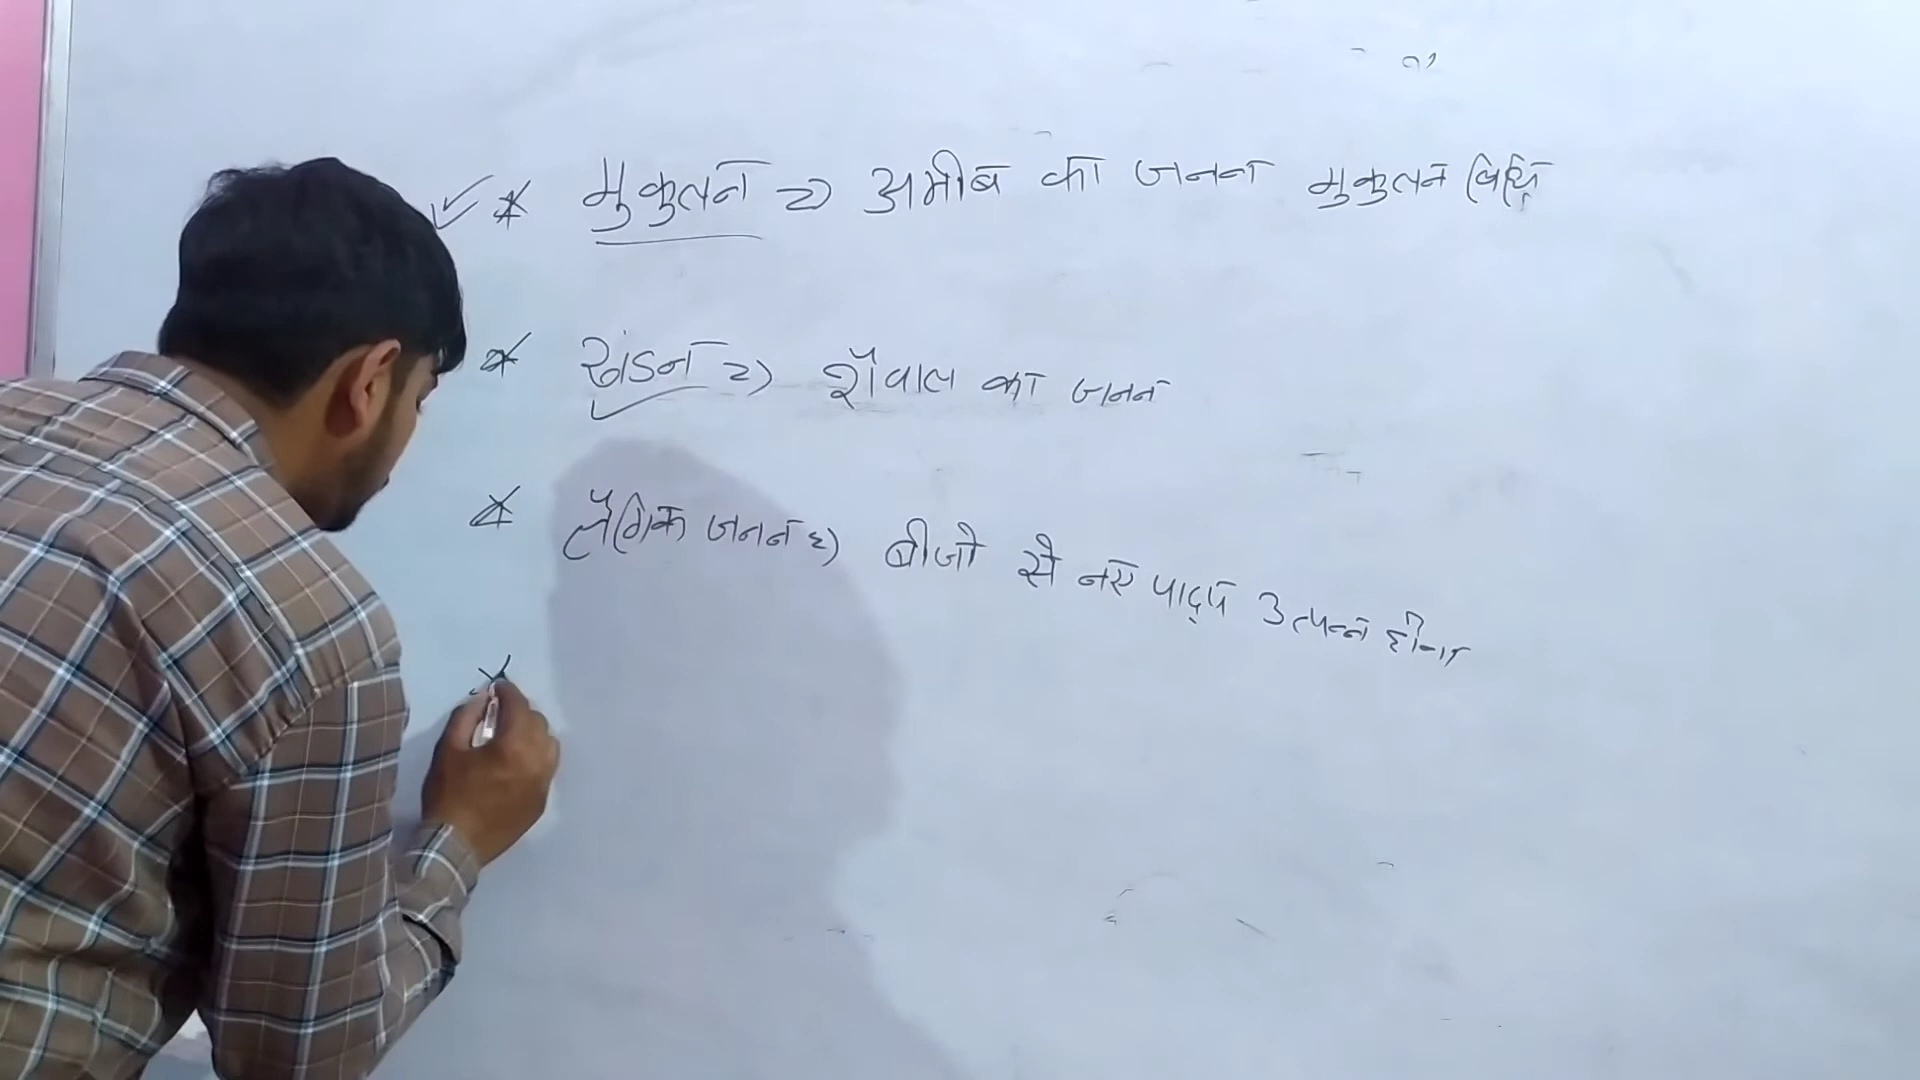 * मुकुलन => अमीब का जनन मुकुलन विधि
* खंडन => शैवाल का जनन
* लैंगिक जनन => बीजो से नए पादप उत्पन्न होना